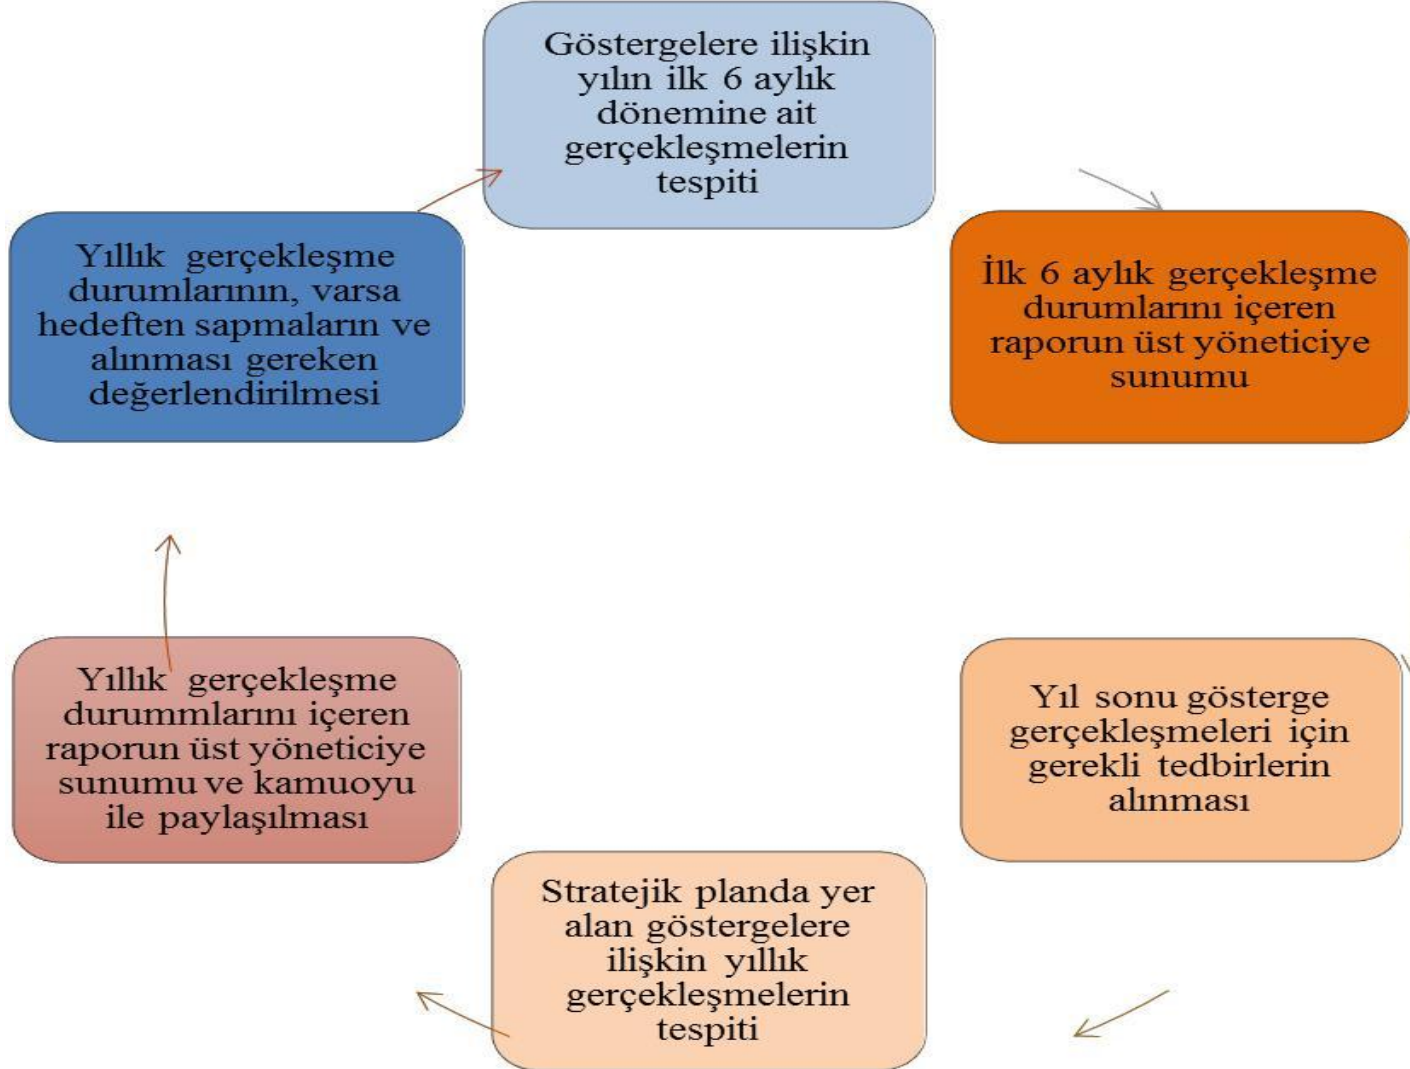 Göstergelere ilişkin
yılın ilk 6 aylık
dönemine ait
gerçekleşmelerin
tespiti
İlk 6 aylık gerçekleşme
durumlarını içeren
raporun üst yöneticiye
sunumu
Yıl sonu gösterge
gerçekleşmeleri için
gerekli tedbirlerin
alınması
Stratejik planda yer
alan göstergelere
ilişkin yıllık
gerçekleşmelerin
tespiti
Yıllık gerçekleşme
durummlarını içeren
raporun üst yöneticiye
sunumu ve kamuoyu
ile paylaşılması
Yıllık gerçekleşme
durumlarının, varsa
hedeften sapmaların ve
alınması gereken
değerlendirilmesi